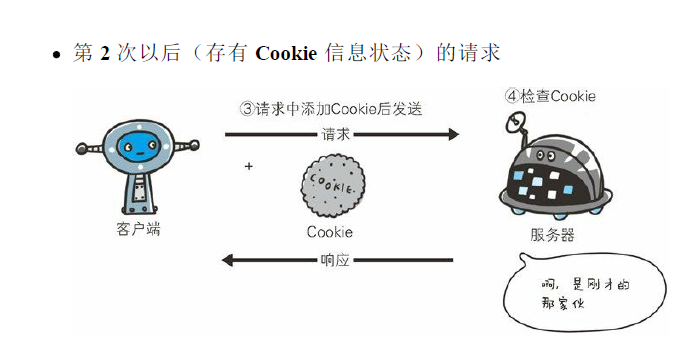 • 第 2 次以后（存有 Cookie 信息状态）的请求
③请求中添加Cookie后发送
④检查Cookie
请求
+
COOKIE
客户端
Cookie
服务器
响应
啊，是刚才的
那家伙